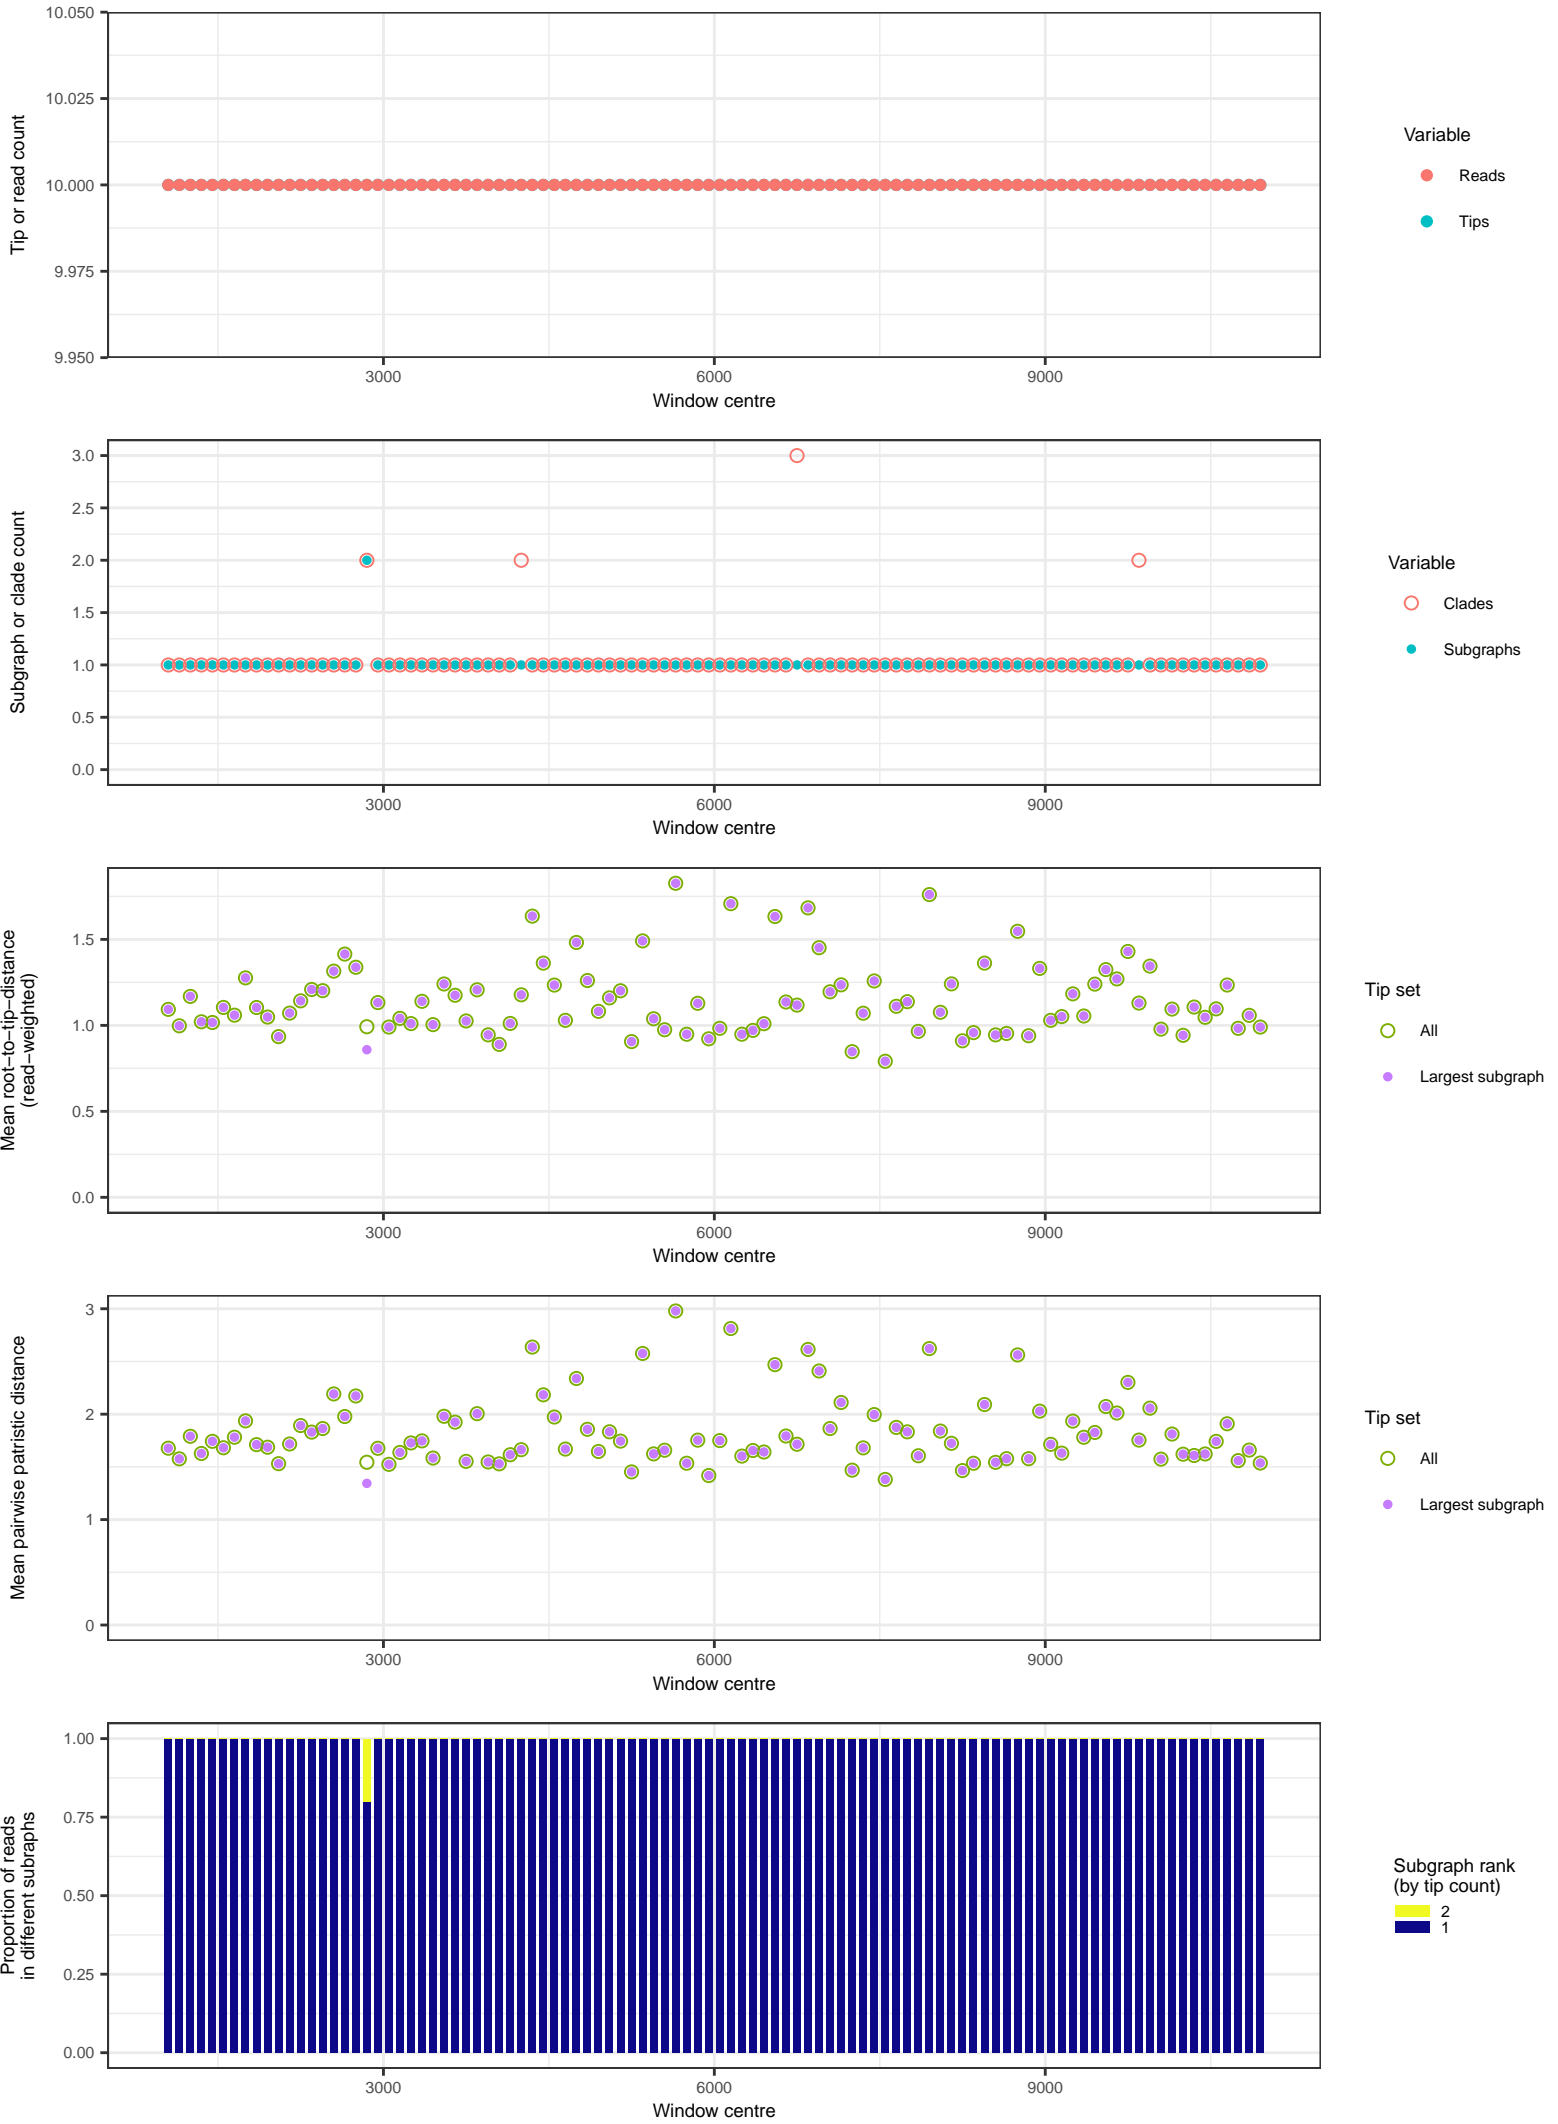 10.050
10.025
10.000
9.975
9.950
Tip or read count
3000 6000 9000
Window centre
Variable
Reads
Tips
3.0
2.5
2.0
1.5
1.0
0.5
0.0
Subgraph or clade count
3000 6000 9000
Window centre
Variable
Clades
Subgraphs
1.5
1.0
0.5
0.0
Mean root−to−tip−distance
(read−weighted)
3000 6000 9000
Window centre
Tip set
All
Largest subgraph
3
2
1
0
Mean pairwise patristic distance
3000 6000 9000
Window centre
Tip set
All
Largest subgraph
1.00
0.75
0.50
0.25
0.00
Proportion of reads
in different subraphs
3000 6000 9000
Window centre
Subgraph rank
(by tip count)
2
1